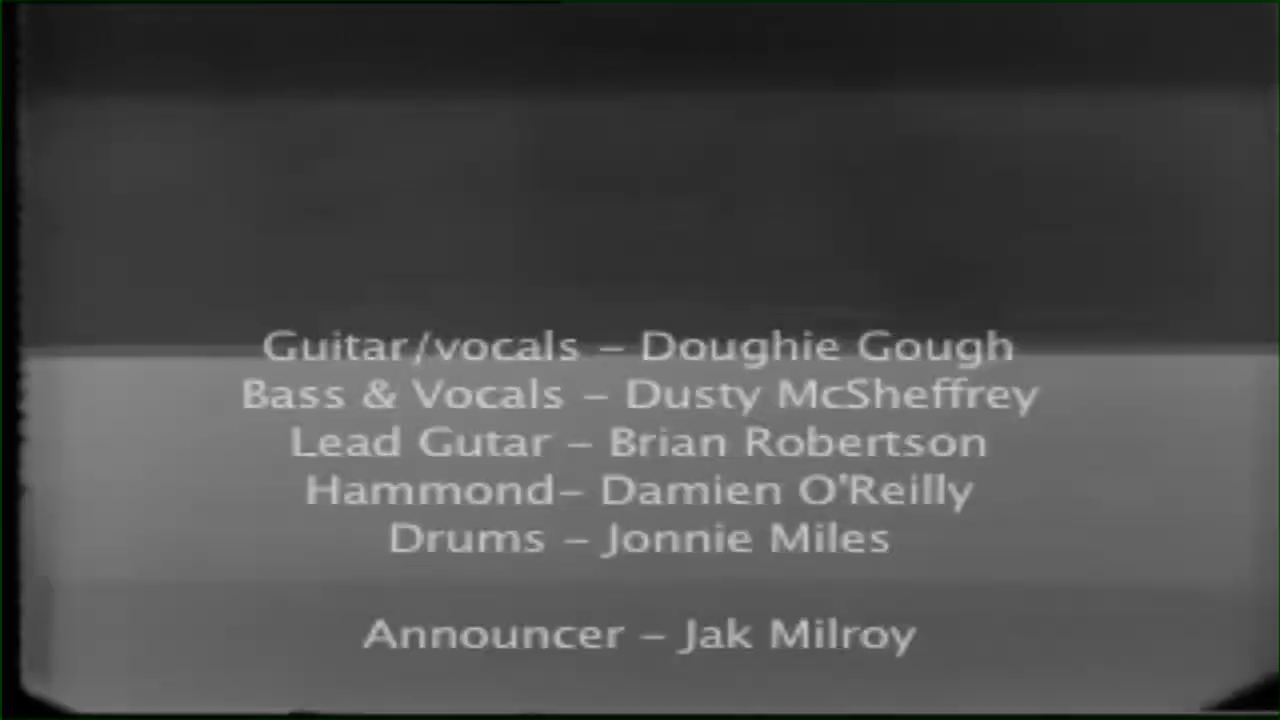 Guitar/vocals – Doughie Gough
Bass & Vocals – Dusty McSheffrey
Lead Gutar – Brian Robertson
Hammond– Damien O'Reilly
Drums – Jonnie Miles
Announcer – Jak Milroy